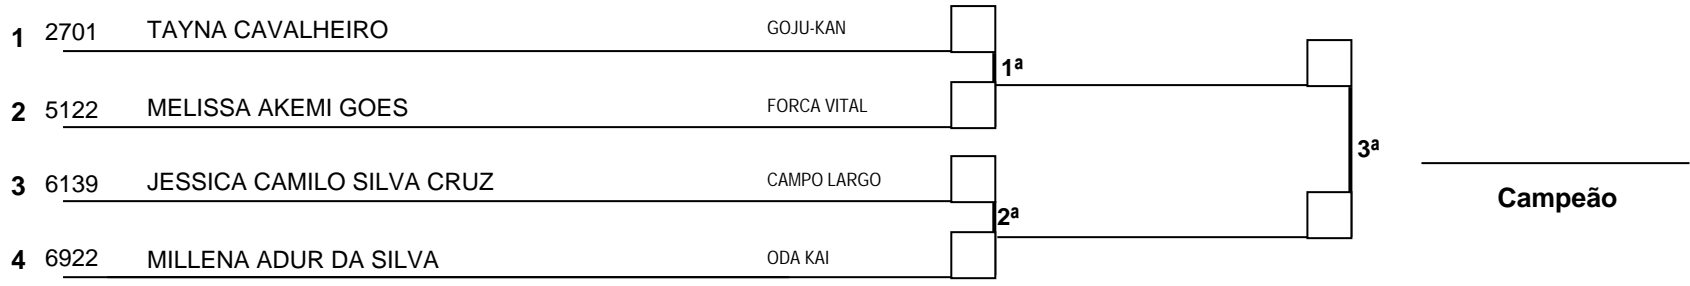 1 2701 TAYNA CAVALHEIRO GOJU-KAN
1ª
2 5122 MELISSA AKEMI GOES FORCA VITAL
3ª
3 6139 JESSICA CAMILO SILVA CRUZ CAMPO LARGO
Campeão
2ª
4 6922 MILLENA ADUR DA SILVA ODA KAI